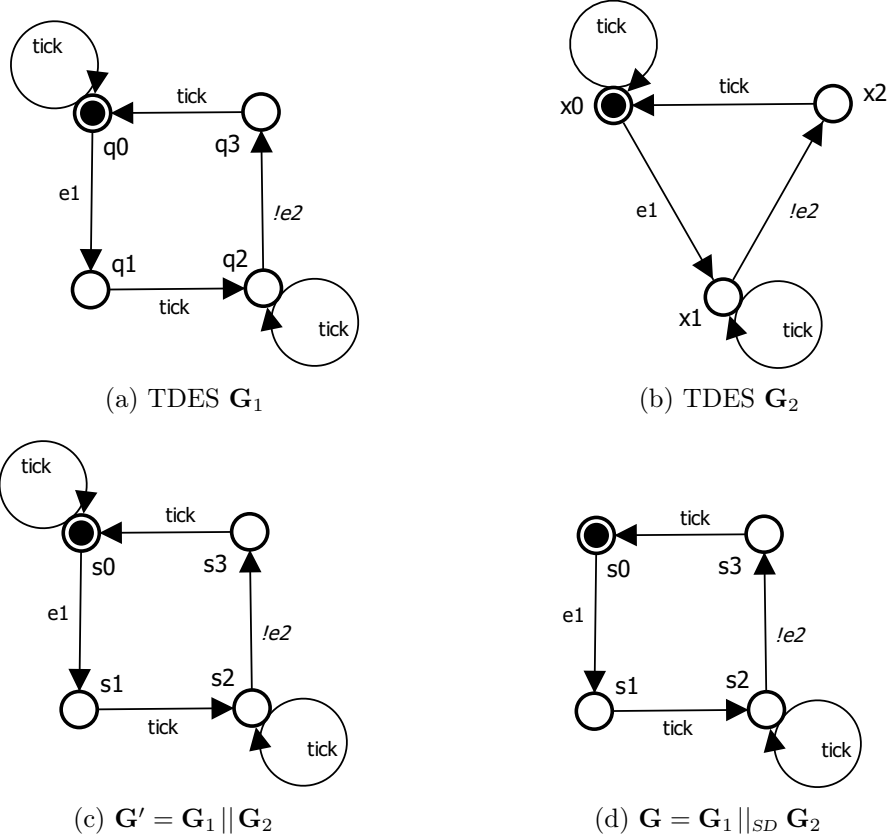 tick
tick
q3
q0
e1
!e2
q1
q2
tick
tick
(a) TDES G₁
tick
tick
x0
x2
e1
!e2
x1
tick
(b) TDES G₂
tick
tick
s0
s3
e1
!e2
s1
s2
tick
tick
(c) G′ = G₁ || G₂
tick
s0
s3
e1
!e2
s1
s2
tick
tick
(d) G = G₁ ||SD G₂